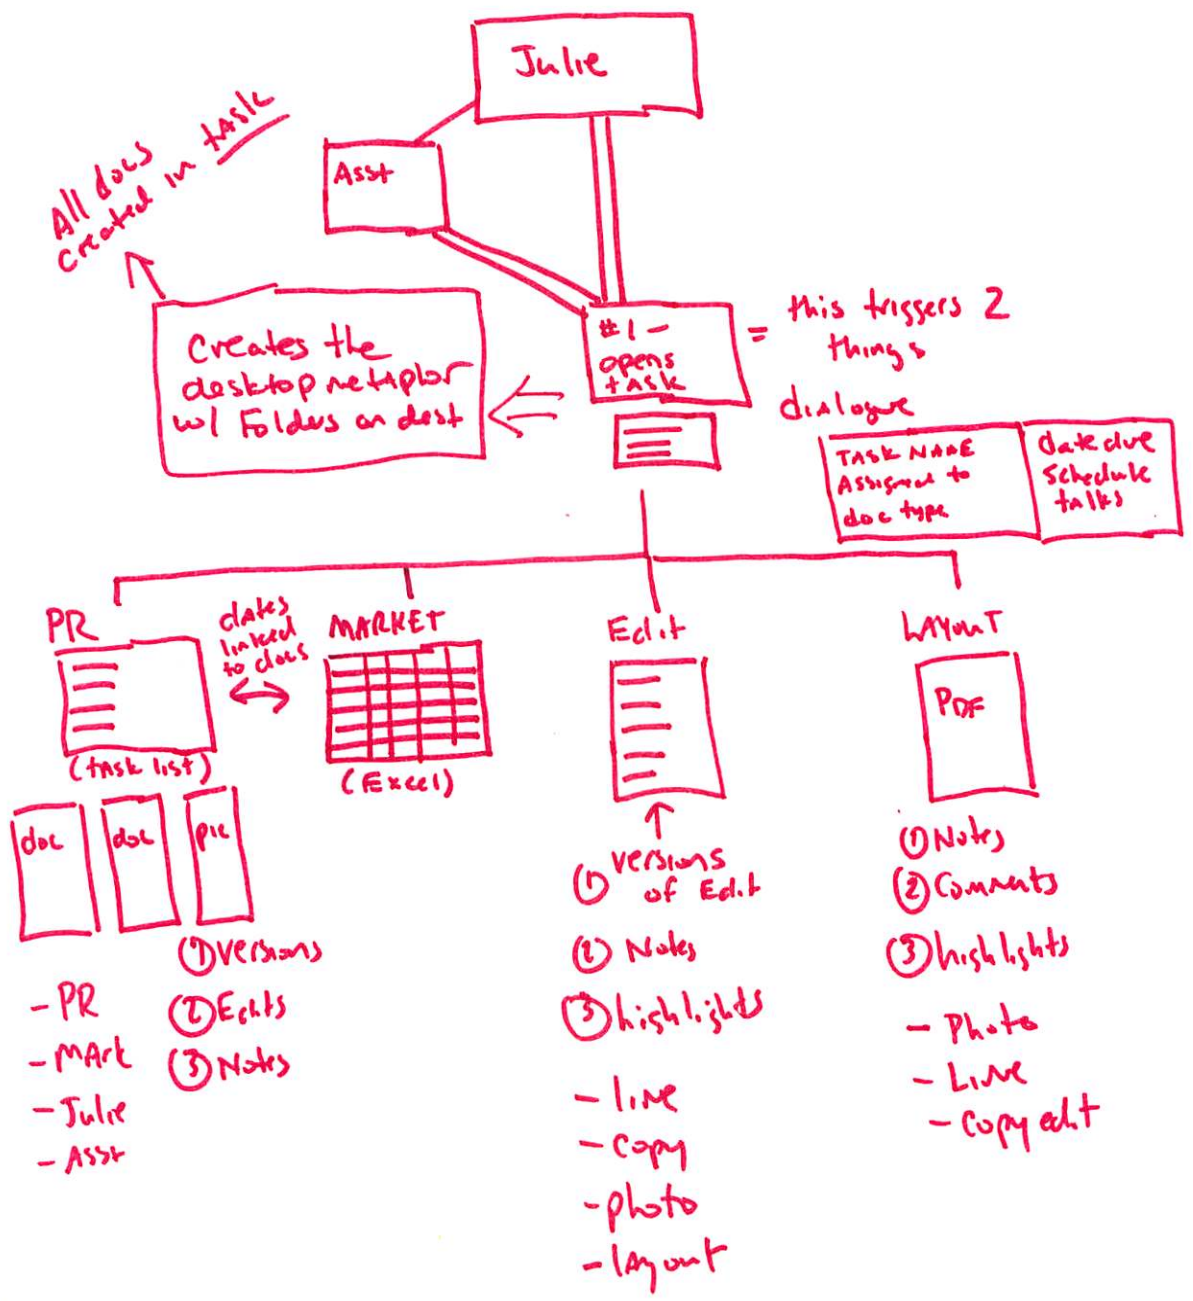 Julie
Asst
All docs
created in task
#1 -
opens
task
= this triggers 2
things
Creates the
desktop metaphor
w/ Folders on desk
dialogue
TASK NAME
Assigned to
doc type
date due
Schedule
talks
PR
dates
linked
to docs
MARKET
Edit
LAYOUT
PDF
(task list)
(Excel)
doc
doc
pic
① versions
② Edits
③ Notes
- PR
- MArk
- Julie
- Asst
① versions
of Edit
② Notes
③ highlights
- line
- Copy
- photo
- layout
① Notes
② Comments
③ highlights
- Photo
- Line
- Copy edit